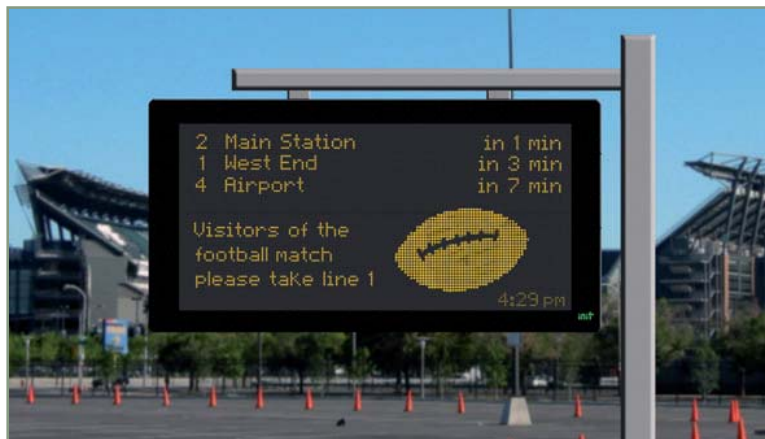 2 Main Station in 1 min
1 West End in 3 min
4 Airport in 7 min
Visitors of the
football match
please take line 1
4:29 pm
init